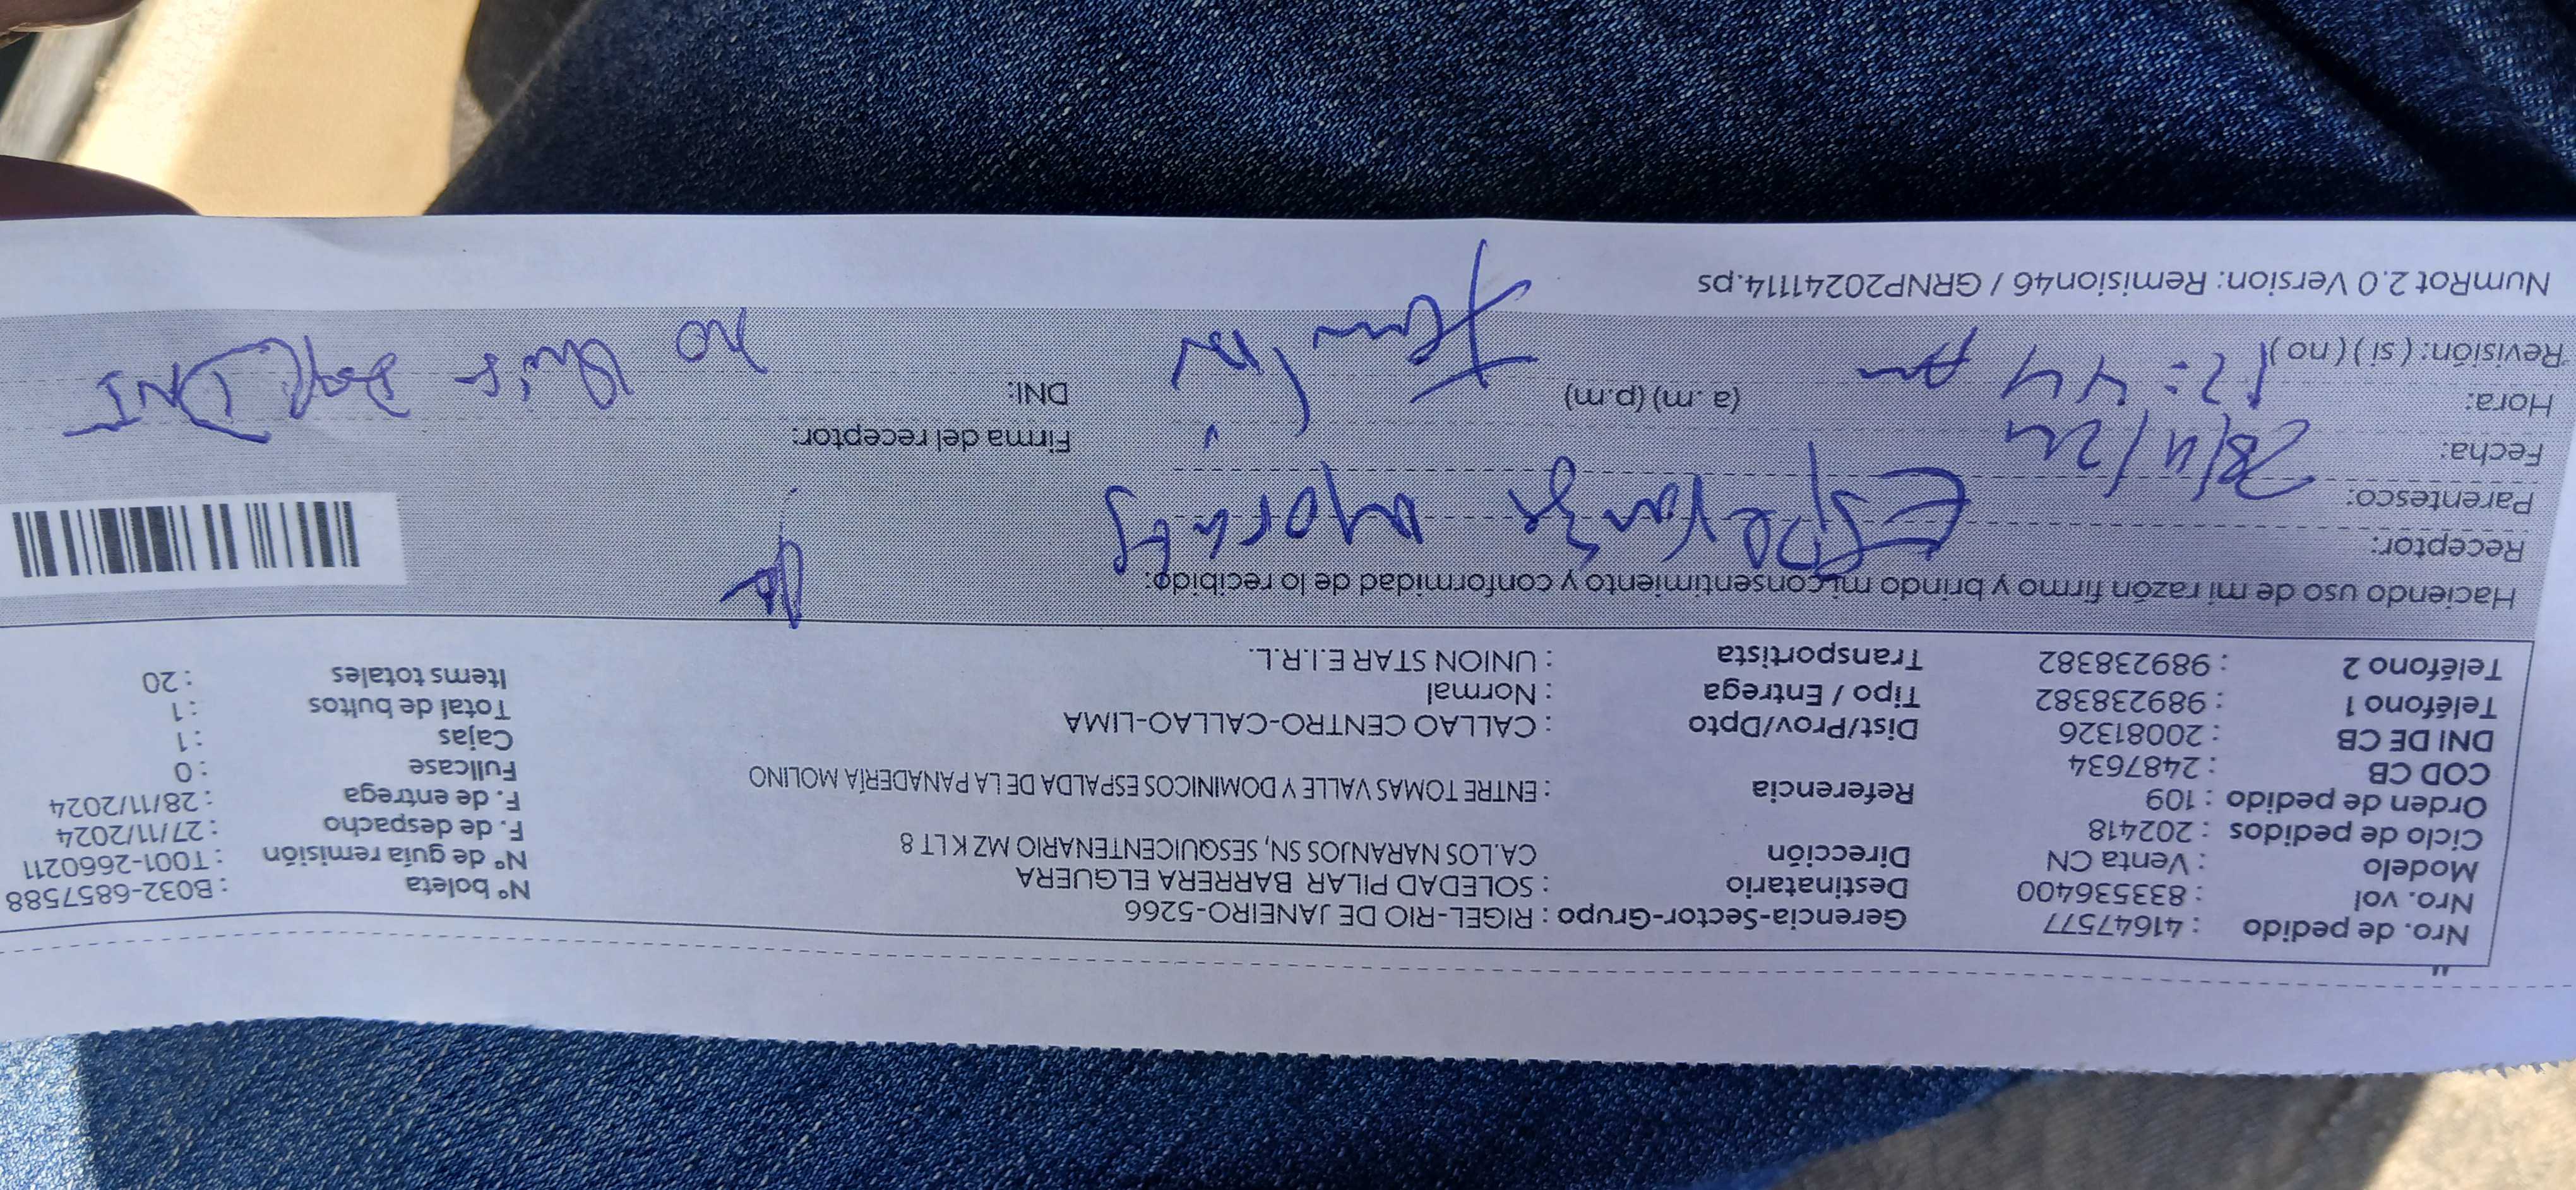 Nro. de pedido : 41647577 Gerencia-Sector-Grupo : RIGEL-RIO DE JANEIRO-5266 N° boleta : B032-6857588
Nro. vol : 833536400 Destinatario : SOLEDAD PILAR BARRERA ELGUERA N° de guía remisión : T001-2660211
Modelo : Venta CN Dirección CA.LOS NARANJOS SN, SESQUICENTENARIO MZ K LT 8 F. de despacho : 27/11/2024
Ciclo de pedidos : 202418 F. de entrega : 28/11/2024
Orden de pedido : 109 Referencia : ENTRE TOMAS VALLE Y DOMINICOS ESPALDA DE LA PANADERÍA MOLINO Fullcase : 0
COD CB : 2487634 Cajas : 1
DNI DE CB : 20081326 Dist/Prov/Dpto : CALLAO CENTRO-CALLAO-LIMA Total de bultos : 1
Teléfono 1 : 989238382 Tipo / Entrega : Normal Items totales : 20
Teléfono 2 : 989238382 Transportista : UNION STAR E.I.R.L.
Haciendo uso de mi razón firmo y brindo mi consentimiento y conformidad de lo recibido:
Receptor: Esperanza
Parentesco:
Fecha: 28/11/24 Firma del receptor:
Hora: 12:44 pm (a.m) (p.m) DNI: no DNI
Revisión: ( si ) ( no )
NumRot 2.0 Version: Remision46 / GRNP20241114.ps